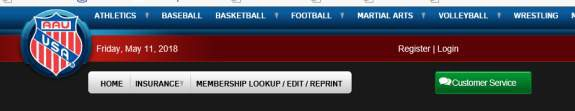 ATHLETICS BASEBALL BASKETBALL FOOTBALL MARTIAL ARTS VOLLEYBALL WRESTLING
AAU
USA
Friday, May 11, 2018 Register | Login
HOME INSURANCE MEMBERSHIP LOOKUP / EDIT / REPRINT Customer Service